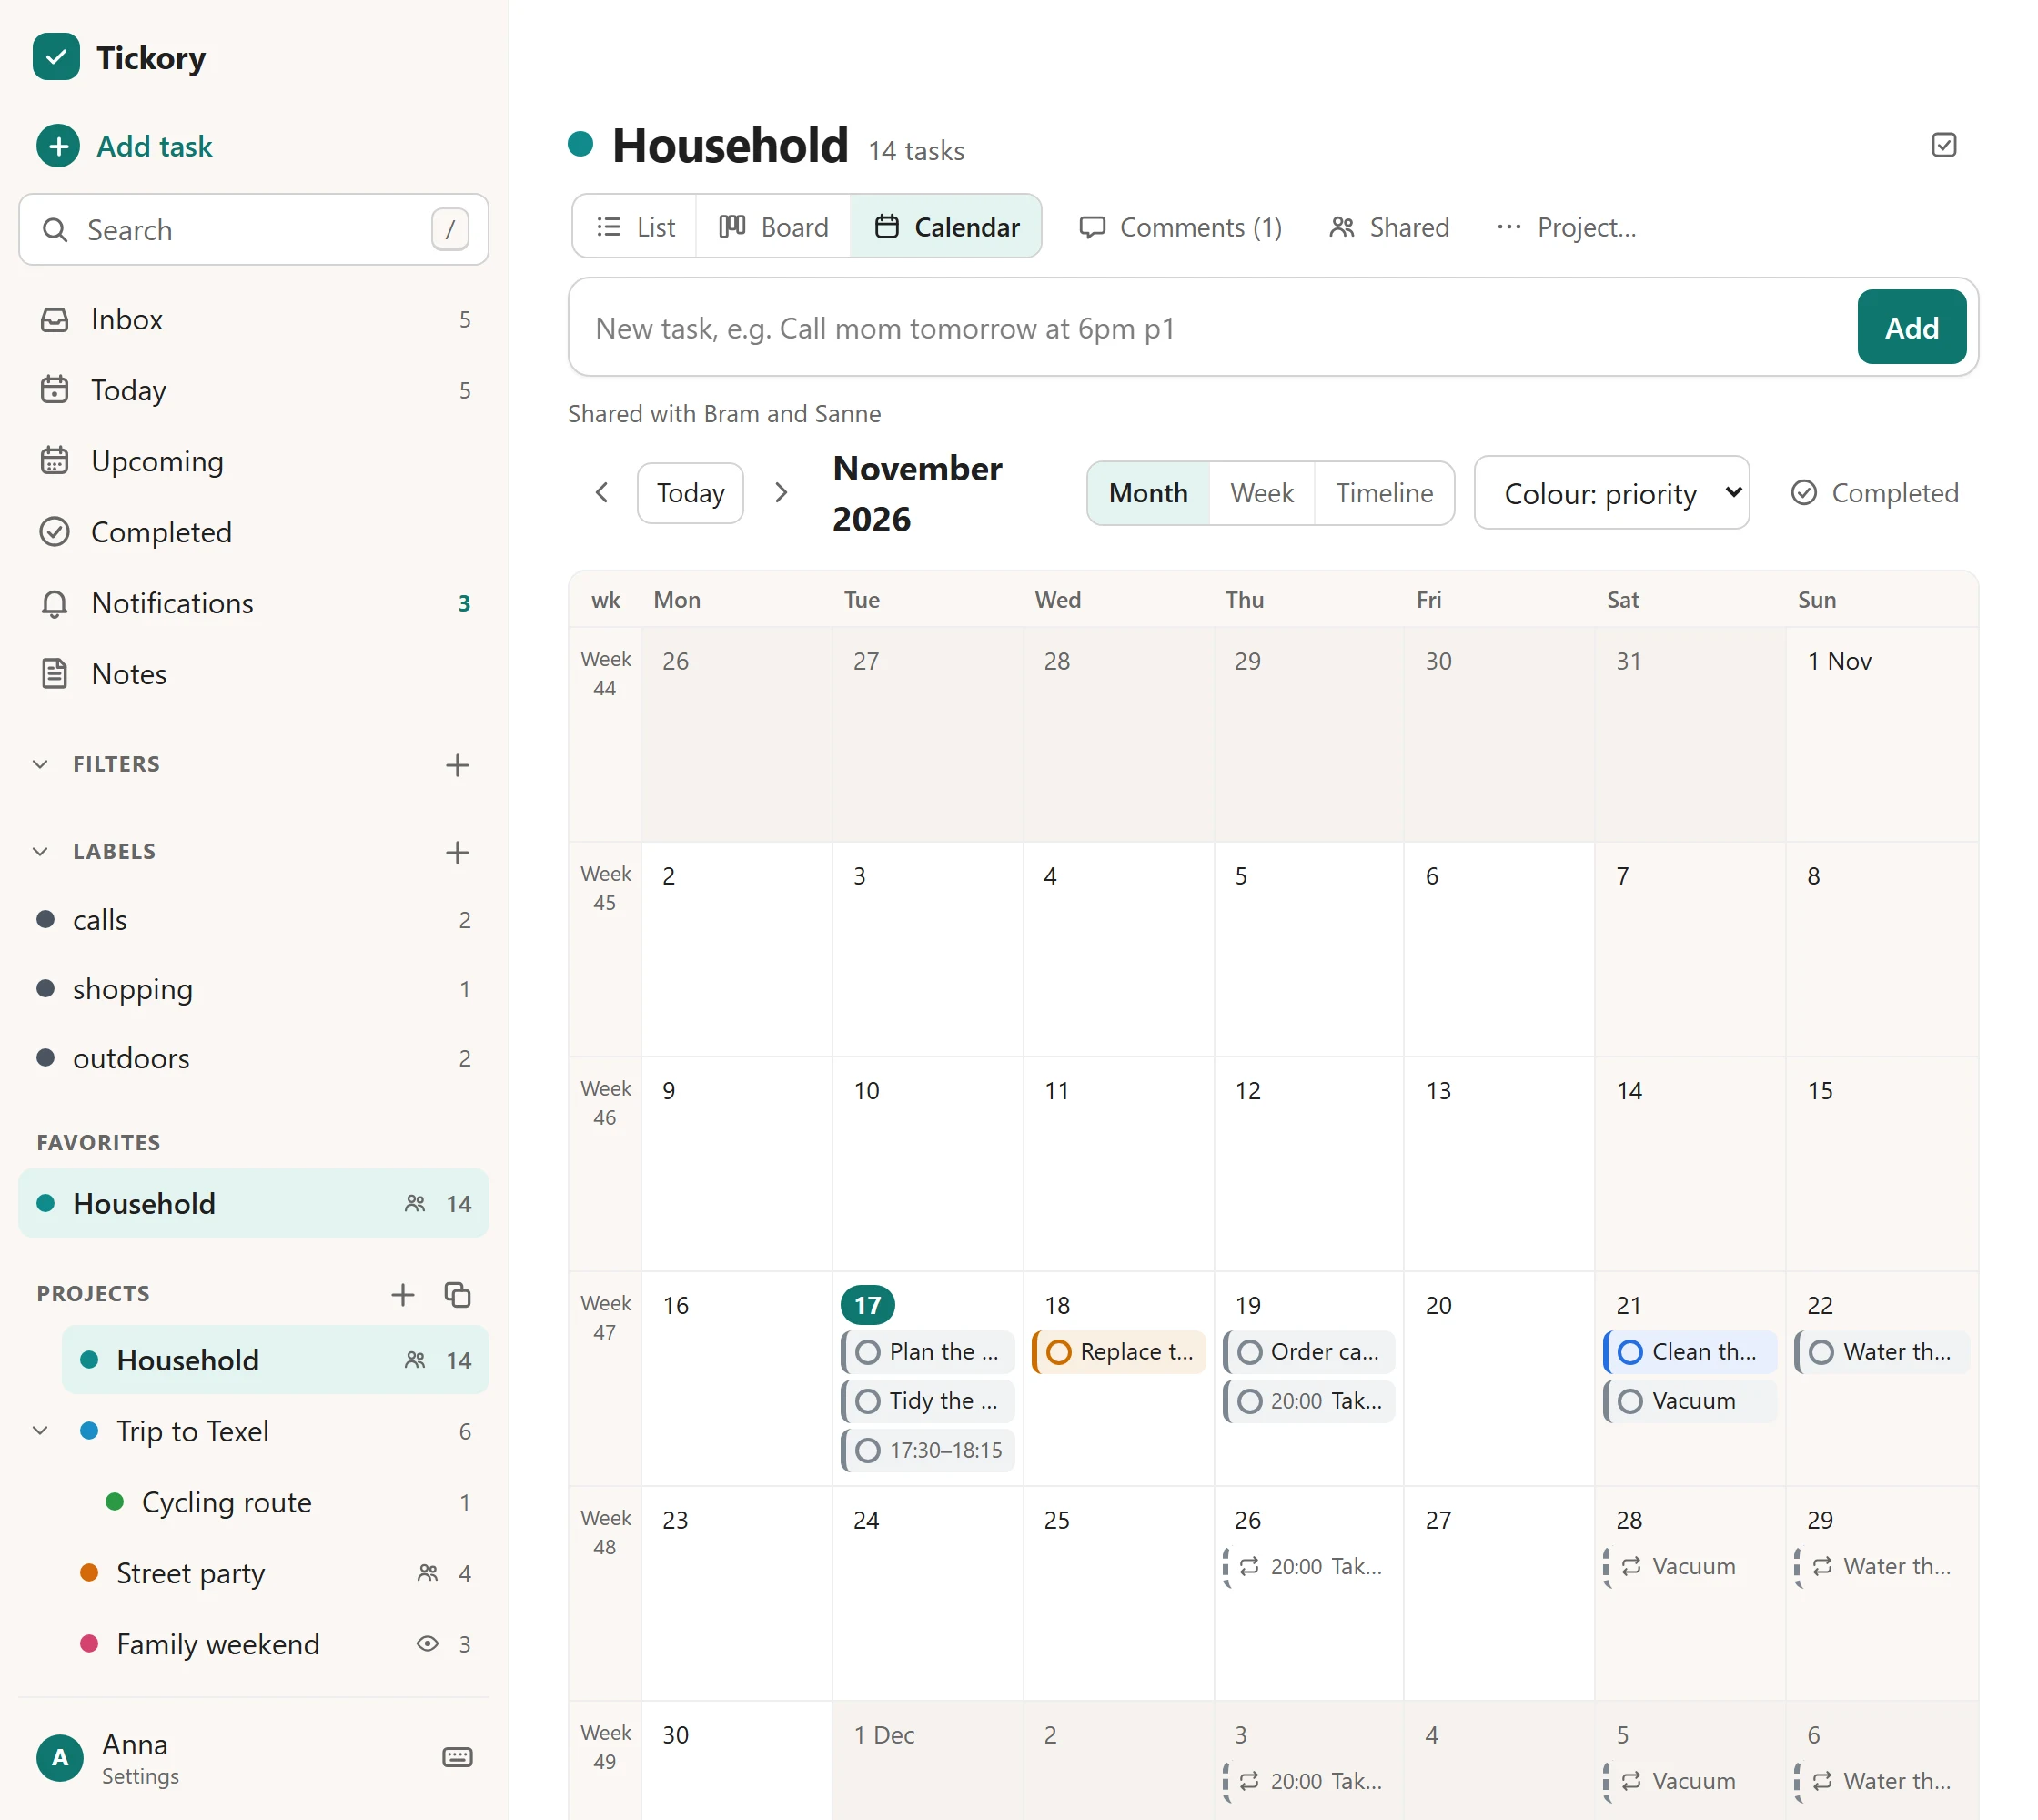 Tickory
Add task
Search /
Inbox 5
Today 5
Upcoming
Completed
Notifications 3
Notes
FILTERS
LABELS
calls 2
shopping 1
outdoors 2
FAVORITES
Household 14
PROJECTS
Household 14
Trip to Texel 6
Cycling route 1
Street party 4
Family weekend 3
A
Anna
Settings
Household 14 tasks
List Board Calendar Comments (1) Shared ··· Project...
New task, e.g. Call mom tomorrow at 6pm p1 Add
Shared with Bram and Sanne
Today November 2026 Month Week Timeline Colour: priority Completed
wk Mon Tue Wed Thu Fri Sat Sun
Week 44 26 27 28 29 30 31 1 Nov
Week 45 2 3 4 5 6 7 8
Week 46 9 10 11 12 13 14 15
Week 47 16 17 18 19 20 21 22
Plan the ... Replace t... Order ca... Clean th... Water th...
Tidy the ... 20:00 Tak... Vacuum
17:30–18:15
Week 48 23 24 25 26 27 28 29
20:00 Tak... Vacuum Water th...
Week 49 30 1 Dec 2 3 4 5 6
20:00 Tak... Vacuum Water th...